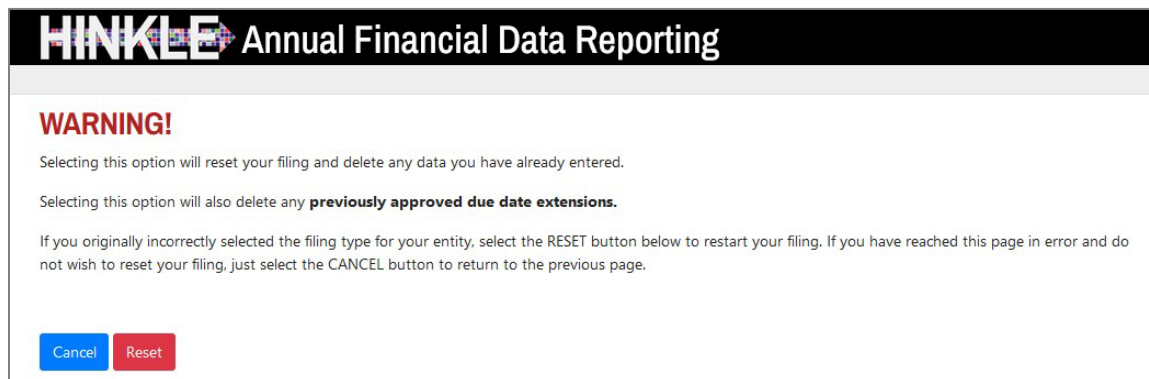 HINKLE Annual Financial Data Reporting
WARNING!
Selecting this option will reset your filing and delete any data you have already entered.
Selecting this option will also delete any previously approved due date extensions.
If you originally incorrectly selected the filing type for your entity, select the RESET button below to restart your filing. If you have reached this page in error and do
not wish to reset your filing, just select the CANCEL button to return to the previous page.
Cancel Reset